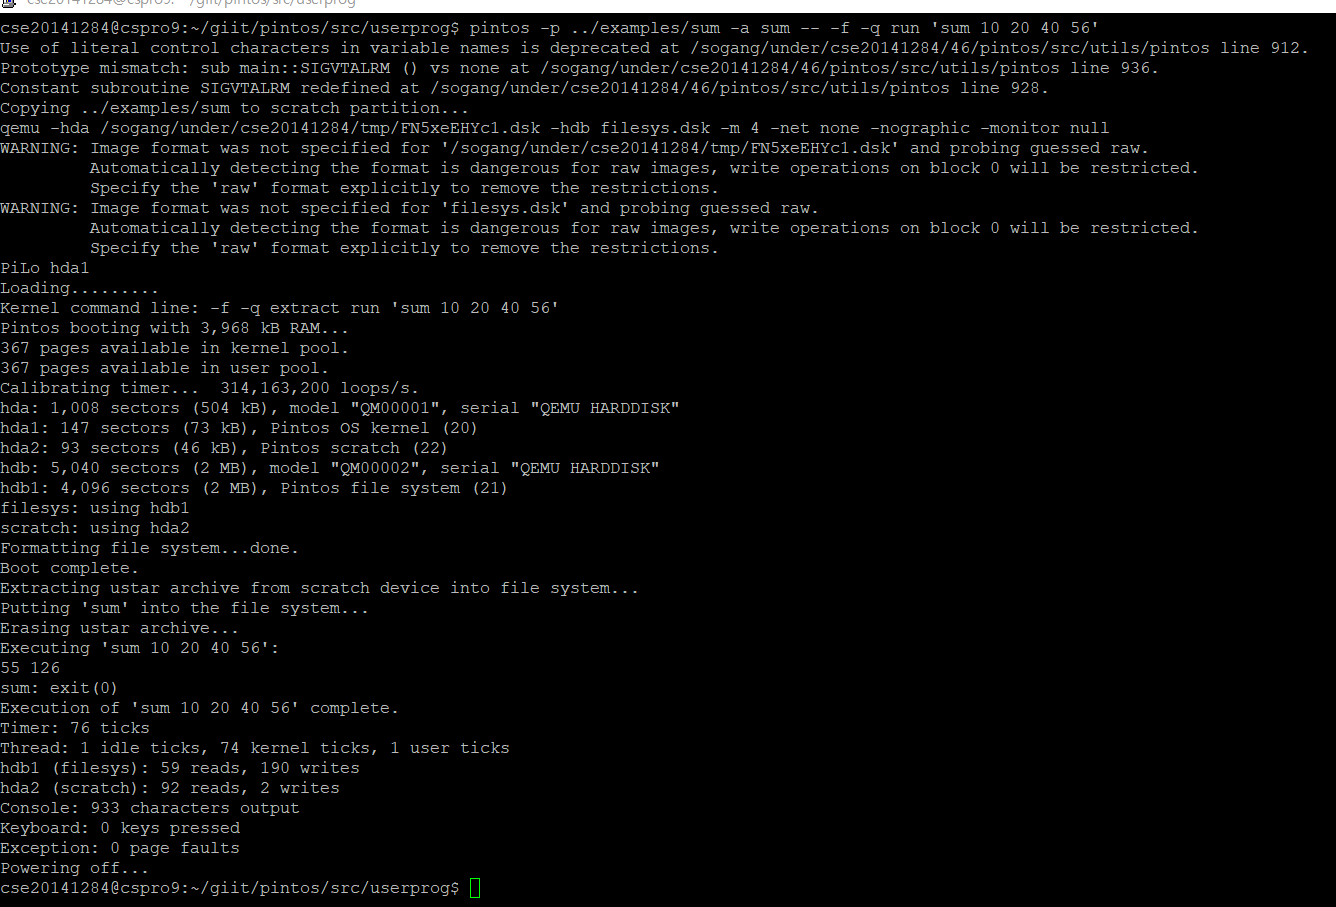 cse20141284@cspro9: ~/giit/pintos/src/userprog
cse20141284@cspro9:~/giit/pintos/src/userprog$ pintos -p ../examples/sum -a sum -- -f -q run 'sum 10 20 40 56'
Use of literal control characters in variable names is deprecated at /sogang/under/cse20141284/46/pintos/src/utils/pintos line 912.
Prototype mismatch: sub main::SIGVTALRM () vs none at /sogang/under/cse20141284/46/pintos/src/utils/pintos line 936.
Constant subroutine SIGVTALRM redefined at /sogang/under/cse20141284/46/pintos/src/utils/pintos line 928.
Copying ../examples/sum to scratch partition...
qemu -hda /sogang/under/cse20141284/tmp/FN5xeEHYc1.dsk -hdb filesys.dsk -m 4 -net none -nographic -monitor null
WARNING: Image format was not specified for '/sogang/under/cse20141284/tmp/FN5xeEHYc1.dsk' and probing guessed raw.
         Automatically detecting the format is dangerous for raw images, write operations on block 0 will be restricted.
         Specify the 'raw' format explicitly to remove the restrictions.
WARNING: Image format was not specified for 'filesys.dsk' and probing guessed raw.
         Automatically detecting the format is dangerous for raw images, write operations on block 0 will be restricted.
         Specify the 'raw' format explicitly to remove the restrictions.
PiLo hda1
Loading.........
Kernel command line: -f -q extract run 'sum 10 20 40 56'
Pintos booting with 3,968 kB RAM...
367 pages available in kernel pool.
367 pages available in user pool.
Calibrating timer...  314,163,200 loops/s.
hda: 1,008 sectors (504 kB), model "QM00001", serial "QEMU HARDDISK"
hda1: 147 sectors (73 kB), Pintos OS kernel (20)
hda2: 93 sectors (46 kB), Pintos scratch (22)
hdb: 5,040 sectors (2 MB), model "QM00002", serial "QEMU HARDDISK"
hdb1: 4,096 sectors (2 MB), Pintos file system (21)
filesys: using hdb1
scratch: using hda2
Formatting file system...done.
Boot complete.
Extracting ustar archive from scratch device into file system...
Putting 'sum' into the file system...
Erasing ustar archive...
Executing 'sum 10 20 40 56':
55 126
sum: exit(0)
Execution of 'sum 10 20 40 56' complete.
Timer: 76 ticks
Thread: 1 idle ticks, 74 kernel ticks, 1 user ticks
hdb1 (filesys): 59 reads, 190 writes
hda2 (scratch): 92 reads, 2 writes
Console: 933 characters output
Keyboard: 0 keys pressed
Exception: 0 page faults
Powering off...
cse20141284@cspro9:~/giit/pintos/src/userprog$